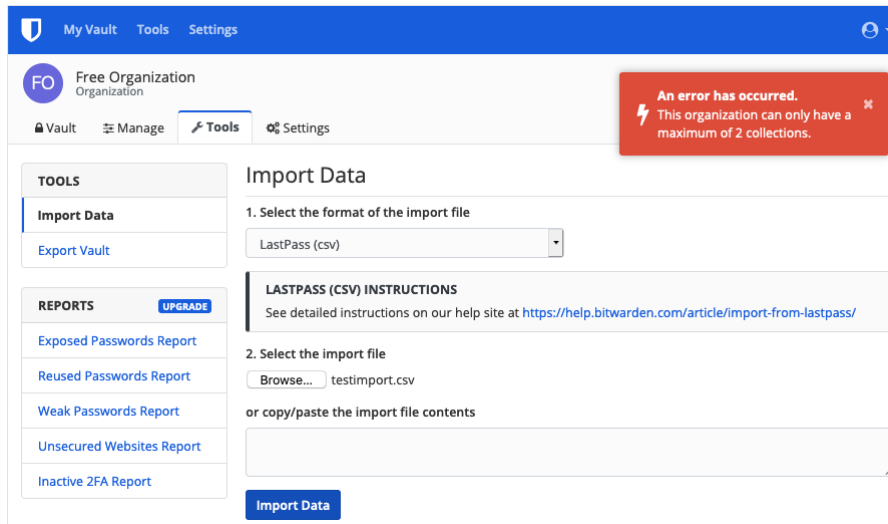 My Vault Tools Settings
FO
Free Organization
Organization
An error has occurred.
This organization can only have a
maximum of 2 collections.
×
Vault Manage Tools Settings
TOOLS
Import Data
Export Vault
REPORTS UPGRADE
Exposed Passwords Report
Reused Passwords Report
Weak Passwords Report
Unsecured Websites Report
Inactive 2FA Report
Import Data
1. Select the format of the import file
LastPass (csv)
LASTPASS (CSV) INSTRUCTIONS
See detailed instructions on our help site at https://help.bitwarden.com/article/import-from-lastpass/
2. Select the import file
Browse... testimport.csv
or copy/paste the import file contents
Import Data